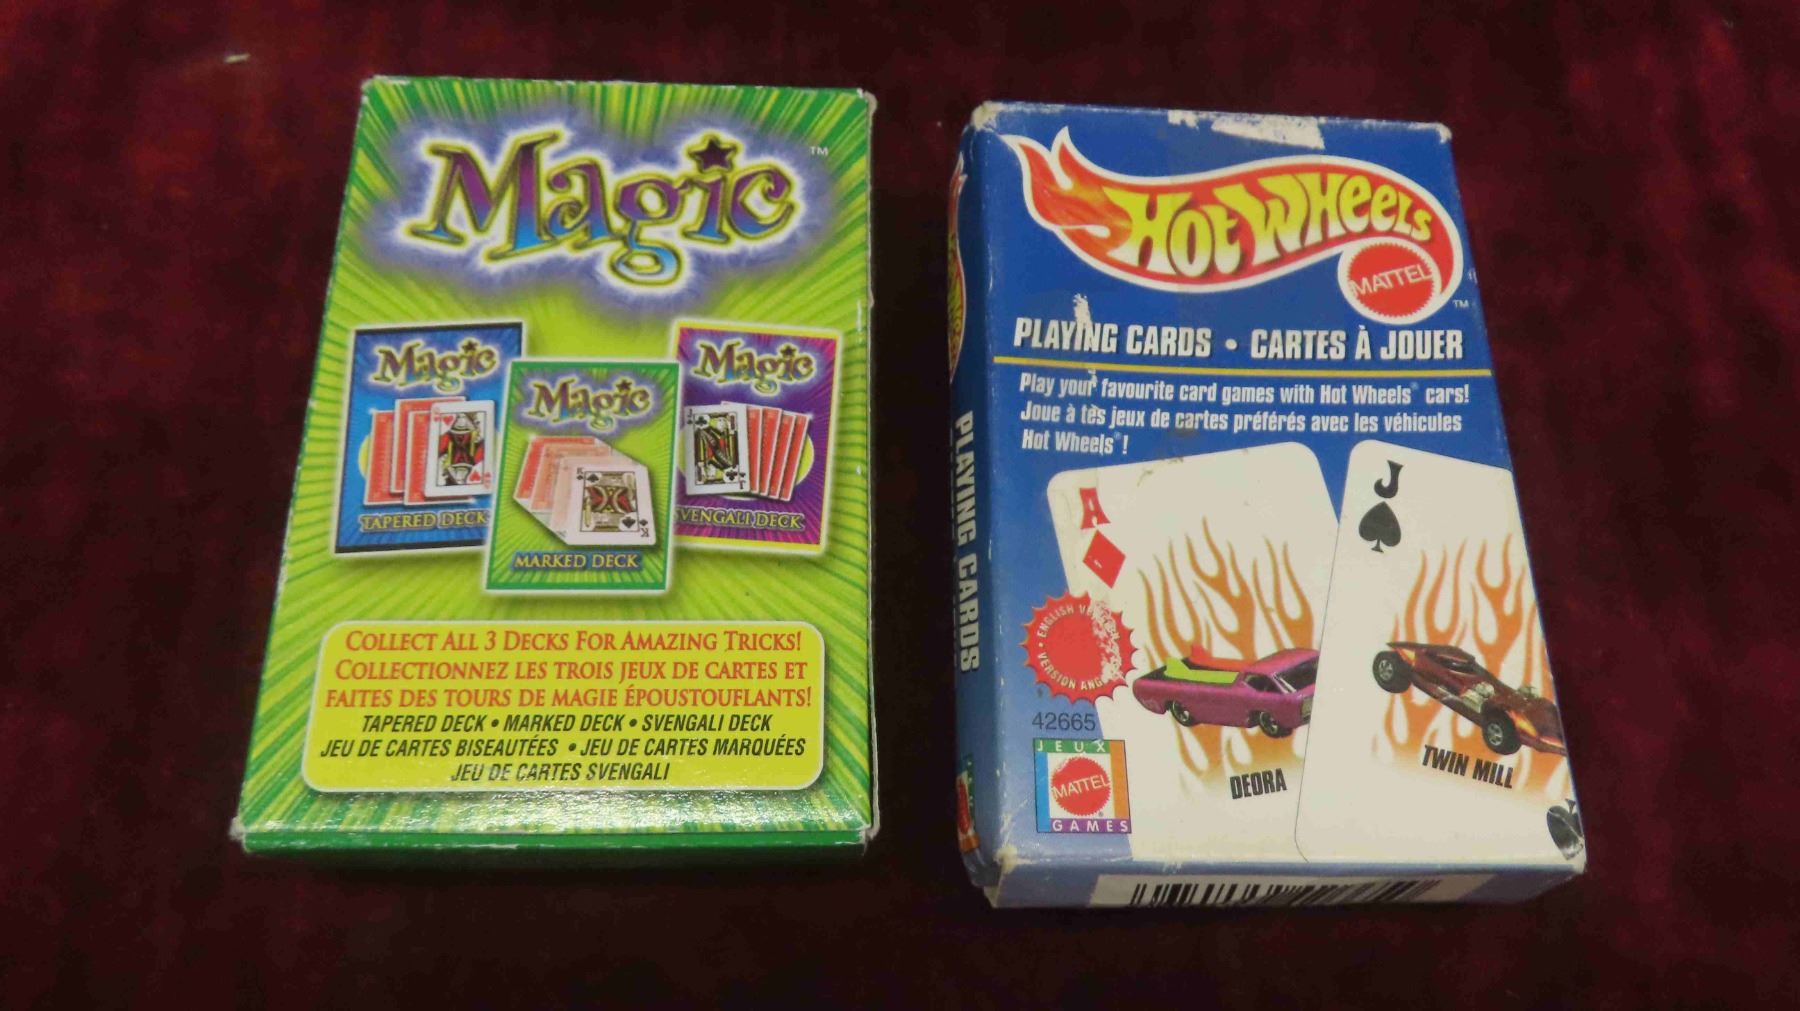 Magic
TM
Magic
TAPERED DECK
Magic
MARKED DECK
Magic
SVENGALI DECK
COLLECT ALL 3 DECKS FOR AMAZING TRICKS!
COLLECTIONNEZ LES TROIS JEUX DE CARTES ET
FAITES DES TOURS DE MAGIE ÉPOUSTOUFLANTS!
TAPERED DECK • MARKED DECK • SVENGALI DECK
JEU DE CARTES BISEAUTÉES • JEU DE CARTES MARQUÉES
JEU DE CARTES SVENGALI
HOT WHEELS
MATTEL
TM
PLAYING CARDS • CARTES À JOUER
Play your favourite card games with Hot Wheels® cars!
Joue à tes jeux de cartes préférés avec les véhicules
Hot Wheels®!
A
J
ENGLISH
VERSION
42665
JEUX
MATTEL
GAMES
DEORA
TWIN MILL
PLAYING CARDS